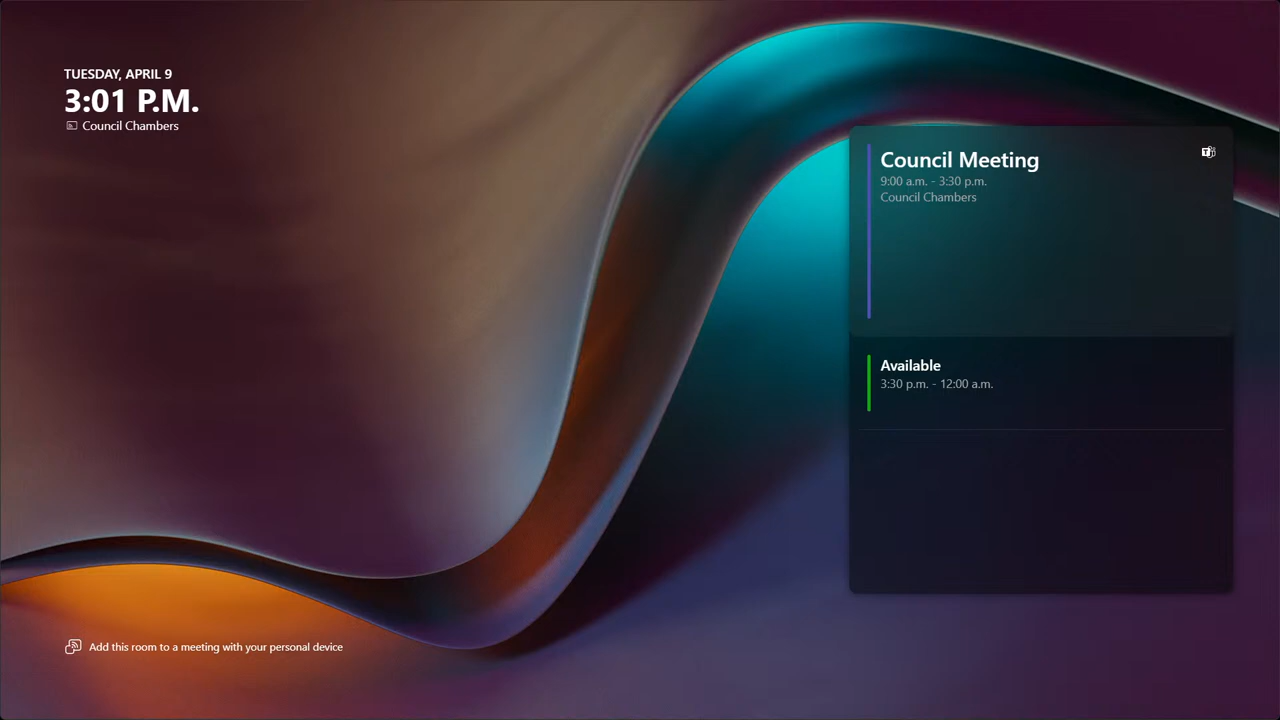 TUESDAY, APRIL 9
3:01 P.M.
Council Chambers
Council Meeting
9:00 a.m. - 3:30 p.m.
Council Chambers
Available
3:30 p.m. - 12:00 a.m.
Add this room to a meeting with your personal device